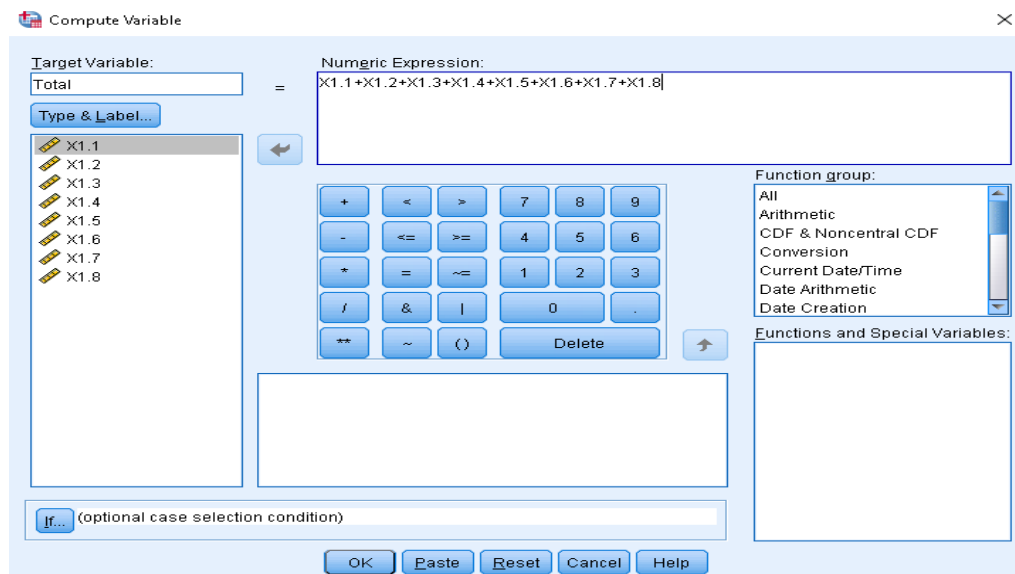 Compute Variable
Target Variable:
Total
=
Numeric Expression:
X1.1+X1.2+X1.3+X1.4+X1.5+X1.6+X1.7+X1.8
Type & Label...
X1.1
X1.2
X1.3
X1.4
X1.5
X1.6
X1.7
X1.8
+ < > 7 8 9
- <= >= 4 5 6
* = ~= 1 2 3
/ & | 0 .
** ~ () Delete
Function group:
All
Arithmetic
CDF & Noncentral CDF
Conversion
Current Date/Time
Date Arithmetic
Date Creation
Functions and Special Variables:
If... (optional case selection condition)
OK Paste Reset Cancel Help